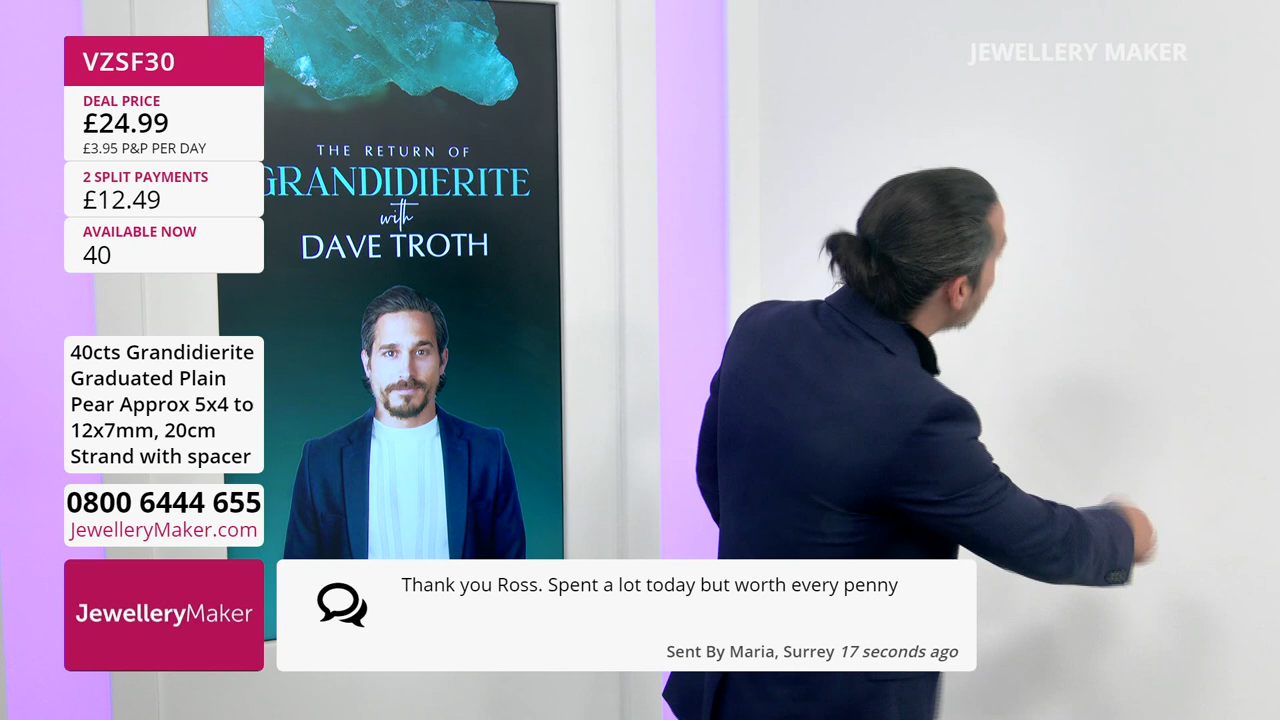 VZSF30
DEAL PRICE
£24.99
£3.95 P&P PER DAY
2 SPLIT PAYMENTS
£12.49
AVAILABLE NOW
40
40cts Grandidierite
Graduated Plain
Pear Approx 5x4 to
12x7mm, 20cm
Strand with spacer
0800 6444 655
JewelleryMaker.com
JewelleryMaker
THE RETURN OF
GRANDIDIERITE
with
DAVE TROTH
JEWELLERY MAKER
Thank you Ross. Spent a lot today but worth every penny
Sent By Maria, Surrey 17 seconds ago